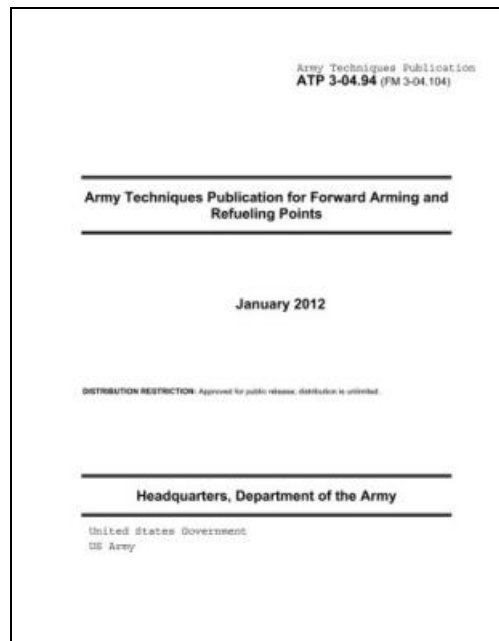 Army Techniques Publication
ATP 3-04.94 (FM 3-04.104)
Army Techniques Publication for Forward Arming and
Refueling Points
January 2012
DISTRIBUTION RESTRICTION: Approved for public release; distribution is unlimited.
Headquarters, Department of the Army
United States Government
US Army